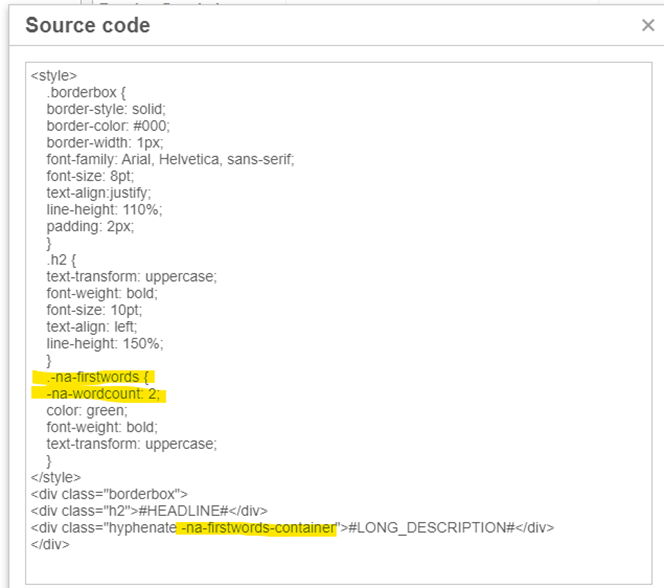 Source code
<style>
.borderbox {
border-style: solid;
border-color: #000;
border-width: 1px;
font-family: Arial, Helvetica, sans-serif;
font-size: 8pt;
text-align:justify;
line-height: 110%;
padding: 2px;
}
.h2 {
text-transform: uppercase;
font-weight: bold;
font-size: 10pt;
text-align: left;
line-height: 150%;
}
.-na-firstwords {
-na-wordcount: 2;
color: green;
font-weight: bold;
text-transform: uppercase;
}
</style>
<div class="borderbox">
<div class="h2">#HEADLINE#</div>
<div class="hyphenate -na-firstwords-container">#LONG_DESCRIPTION#</div>
</div>